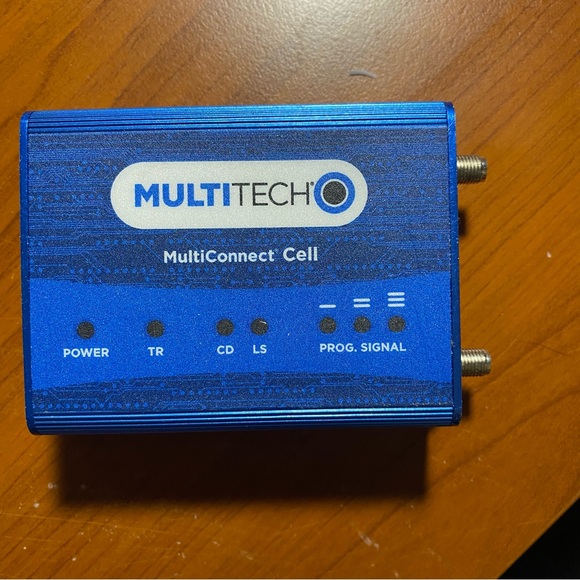 MULTITECH
MultiConnect® Cell
POWER TR CD LS PROG. SIGNAL